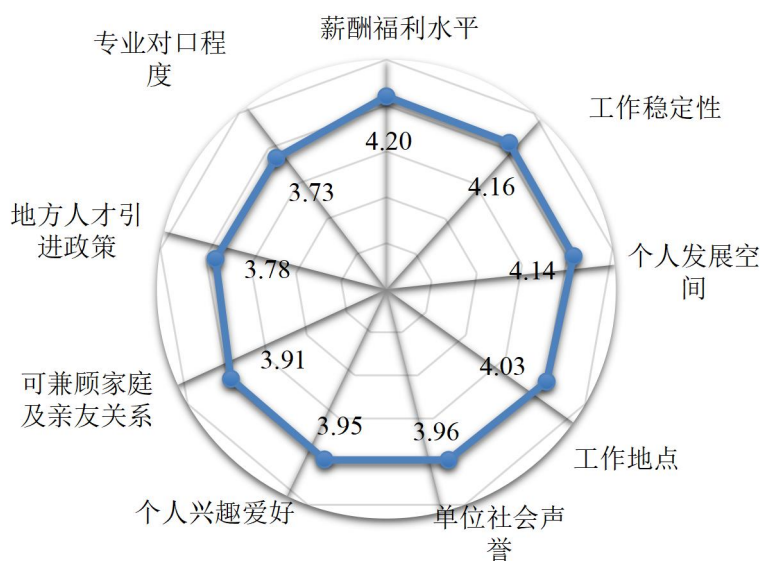 薪酬福利水平
4.20
工作稳定性
4.16
个人发展空
间
4.14
工作地点
4.03
单位社会声
誉
3.96
个人兴趣爱好
3.95
可兼顾家庭
及亲友关系
3.91
地方人才引
进政策
3.78
专业对口程
度
3.73